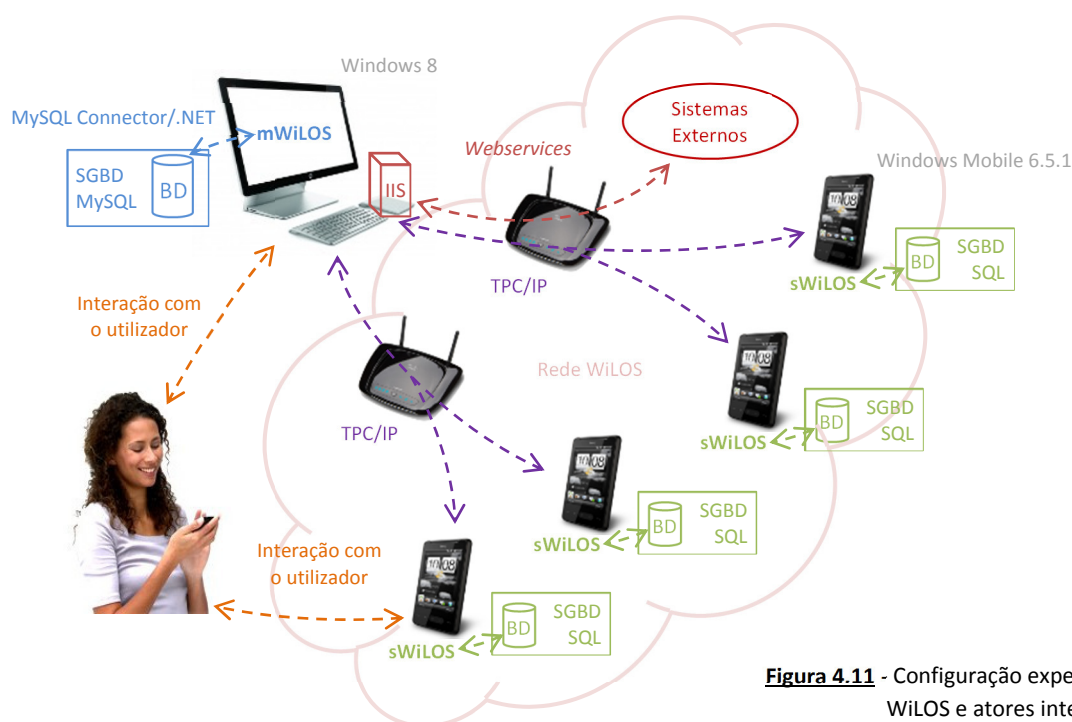 Windows 8
MySQL Connector/.NET
mWiLOS
SGBD
MySQL
BD
IIS
Webservices
Sistemas
Externos
Windows Mobile 6.5.1
TPC/IP
sWiLOS
BD
SGBD
SQL
Interação com
o utilizador
Rede WiLOS
TPC/IP
sWiLOS
BD
SGBD
SQL
sWiLOS
BD
SGBD
SQL
Interação com
o utilizador
sWiLOS
BD
SGBD
SQL
Figura 4.11 - Configuração expe
WiLOS e atores inte